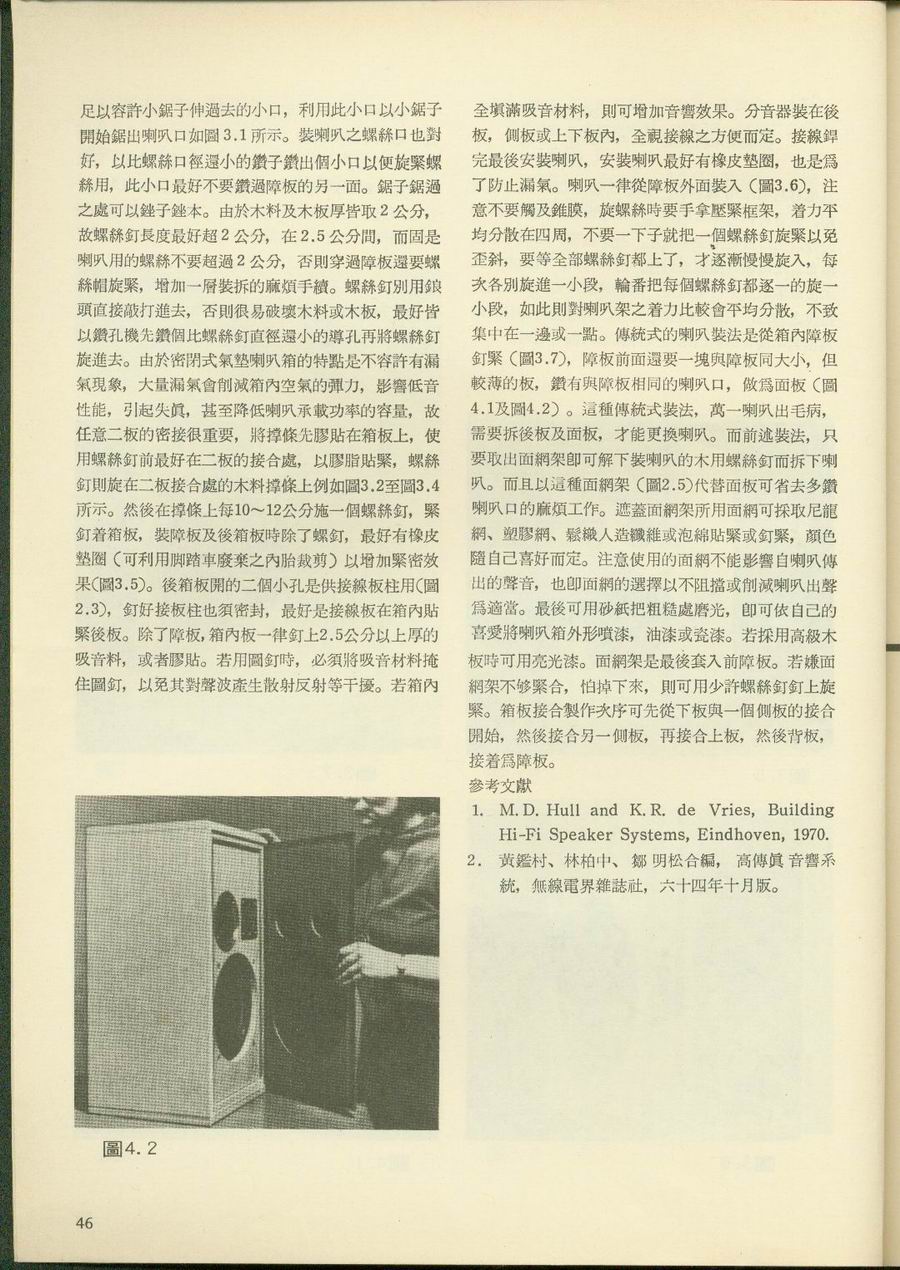 足以容許小鋸子伸過去的小口，利用此小口以小鋸子
開始鋸出喇叭口如圖 3.1 所示。裝喇叭之螺絲口也對
好，以比螺絲口徑還小的鑽子鑽出個小口以便旋緊螺
絲用，此小口最好不要鑽過障板的另一面。鋸子鋸過
之處可以銼子銼本。由於木料及木板厚皆取 2 公分，
故螺絲釘長度最好超 2 公分，在 2.5 公分間，而固是
喇叭用的螺絲不要超過 2 公分，否則穿過障板還要螺
絲帽旋緊，增加一層裝拆的麻煩手續。螺絲釘別用鎯
頭直接敲打進去，否則很易破壞木料或木板，最好皆
以鑽孔機先鑽個比螺絲釘直徑還小的導孔再將螺絲釘
旋進去。由於密閉式氣墊喇叭箱的特點是不容許有漏
氣現象，大量漏氣會削減箱內空氣的彈力，影響低音
性能，引起失眞，甚至降低喇叭承載功率的容量，故
任意二板的密接很重要，將撑條先膠貼在箱板上，使
用螺絲釘前最好在二板的接合處，以膠脂貼緊，螺絲
釘則旋在二板接合處的木料撑條上例如圖3.2至圖3.4
所示。然後在撑條上每10～12公分施一個螺絲釘，緊
釘着箱板，裝障板及後箱板時除了螺釘，最好有橡皮
墊圈（可利用脚踏車廢棄之內胎裁剪）以增加緊密效
果(圖3.5)。後箱板開的二個小孔是供接線板柱用(圖
2.3)，釘好接板柱也須密封，最好是接線板在箱內貼
緊後板。除了障板，箱內板一律釘上2.5公分以上厚的
吸音料，或者膠貼。若用圖釘時，必須將吸音材料掩
住圖釘，以免其對聲波產生散射反射等干擾。若箱內
全塡滿吸音材料，則可增加音響效果。分音器裝在後
板，側板或上下板內，全視接線之方便而定。接線銲
完最後安裝喇叭，安裝喇叭最好有橡皮墊圈，也是爲
了防止漏氣。喇叭一律從障板外面裝入（圖3.6)，注
意不要觸及錐膜，旋螺絲時要手拿壓緊框架，着力平
均分散在四周，不要一下子就把一個螺絲釘旋緊以免
歪斜，要等全部螺絲釘都上了，才逐漸慢慢旋入，每
次各別旋進一小段，輪番把每個螺絲釘都逐一的旋一
小段，如此則對喇叭架之着力比較會平均分散，不致
集中在一邊或一點。傳統式的喇叭裝法是從箱內障板
釘緊（圖3.7)，障板前面還要一塊與障板同大小，但
較薄的板，鑽有與障板相同的喇叭口，做爲面板（圖
4.1及圖4.2）。這種傳統式裝法，萬一喇叭出毛病，
需要拆後板及面板，才能更換喇叭。而前述裝法，只
要取出面網架卽可解下裝喇叭的木用螺絲釘而拆下喇
叭。而且以這種面網架（圖2.5)代替面板可省去多鑽
喇叭口的麻煩工作。遮蓋面網架所用面網可採取尼龍
網、塑膠網、鬆織人造纖維或泡綿貼緊或釘緊，顏色
隨自己喜好而定。注意使用的面網不能影響自喇叭傳
出的聲音，也卽面網的選擇以不阻擋或削減喇叭出聲
爲適當。最後可用砂紙把粗糙處磨光，卽可依自己的
喜愛將喇叭箱外形噴漆，油漆或瓷漆。若採用高級木
板時可用亮光漆。面網架是最後套入前障板。若嫌面
網架不够緊合，怕掉下來，則可用少許螺絲釘釘上旋
緊。箱板接合製作次序可先從下板與一個側板的接合
開始，然後接合另一側板，再接合上板，然後背板，
接着爲障板。
參考文獻
1. M. D. Hull and K. R. de Vries, Building
Hi-Fi Speaker Systems, Eindhoven, 1970.
2. 黃鑑村、林柏中、鄒 明松合編， 高傳眞 音響系
統，無線電界雜誌社，六十四年十月版。
圖4. 2
46